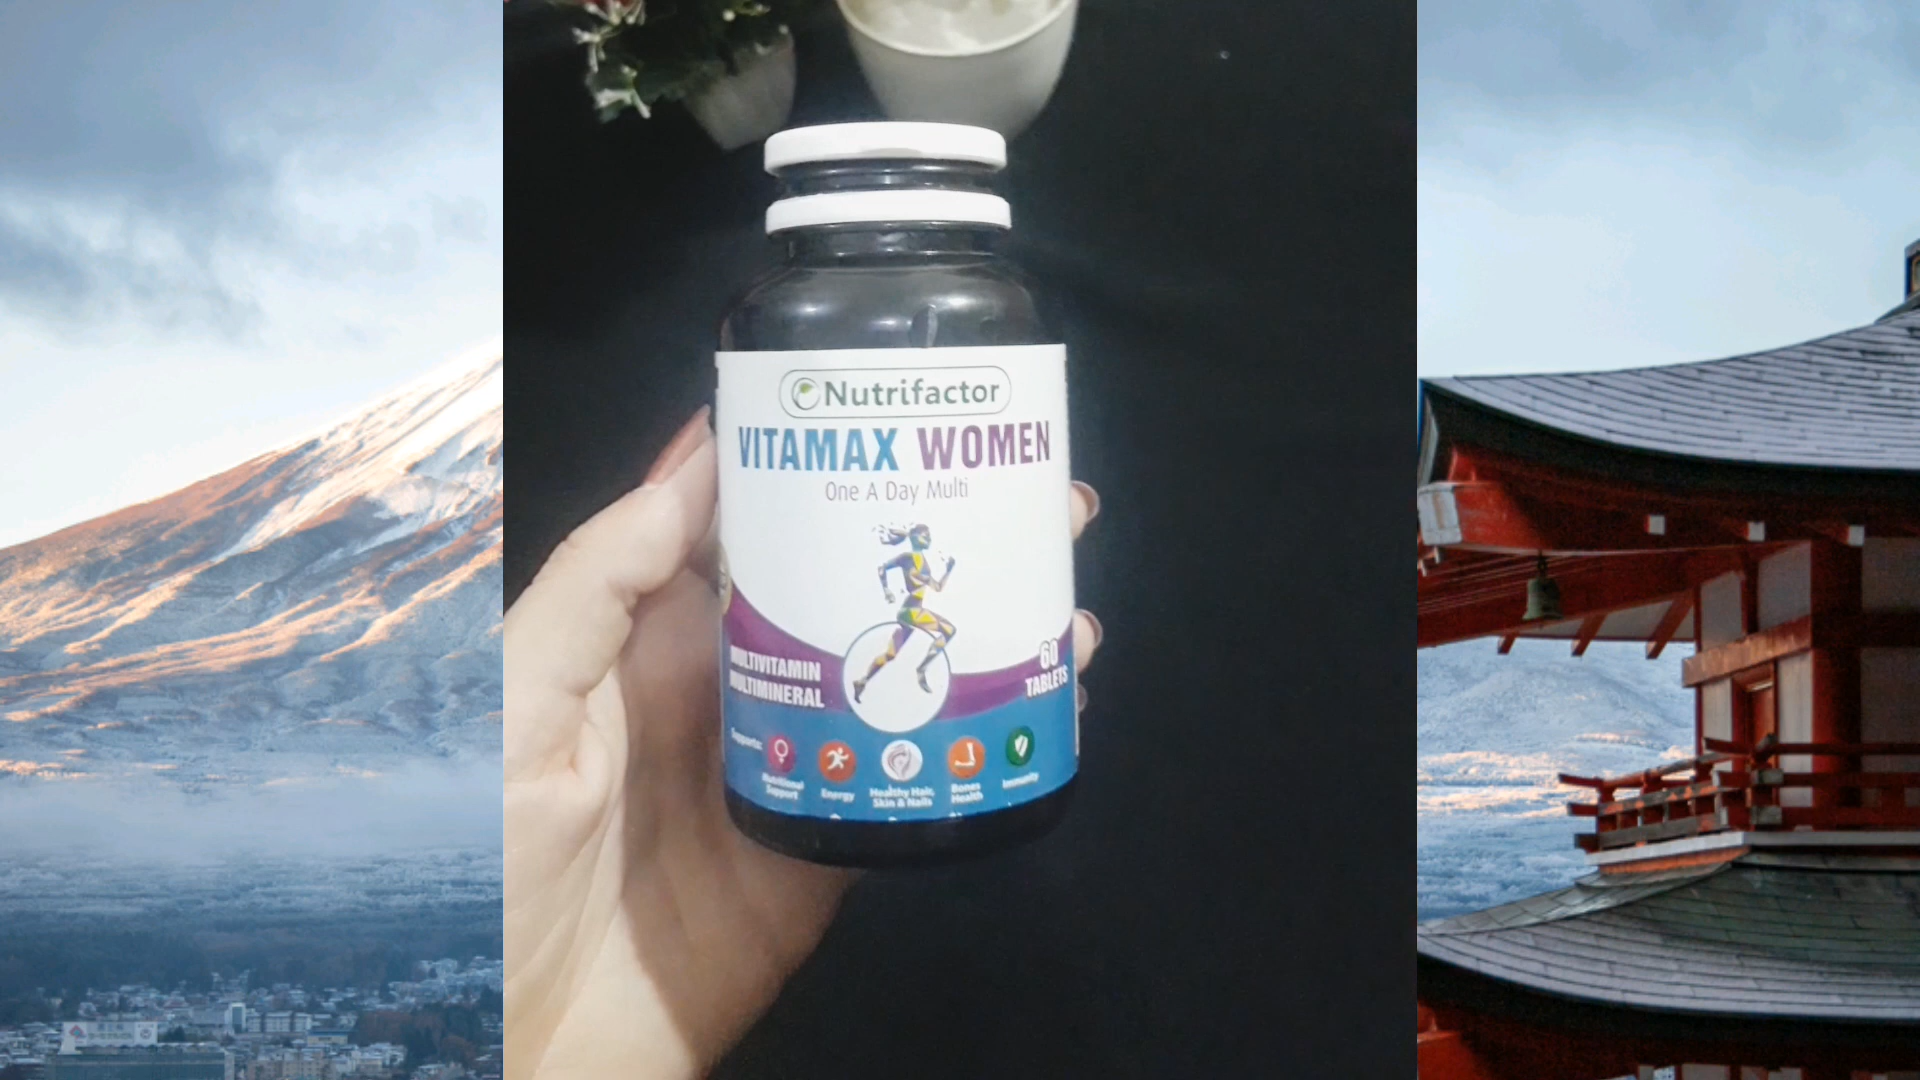 Nutrifactor
VITAMAX WOMEN
One A Day Multi
MULTIVITAMIN
MULTIMINERAL
60
TABLETS
Supports:
Nutritional
Support
Energy
Healthy Hair,
Skin & Nails
Bones
Health
Immunity